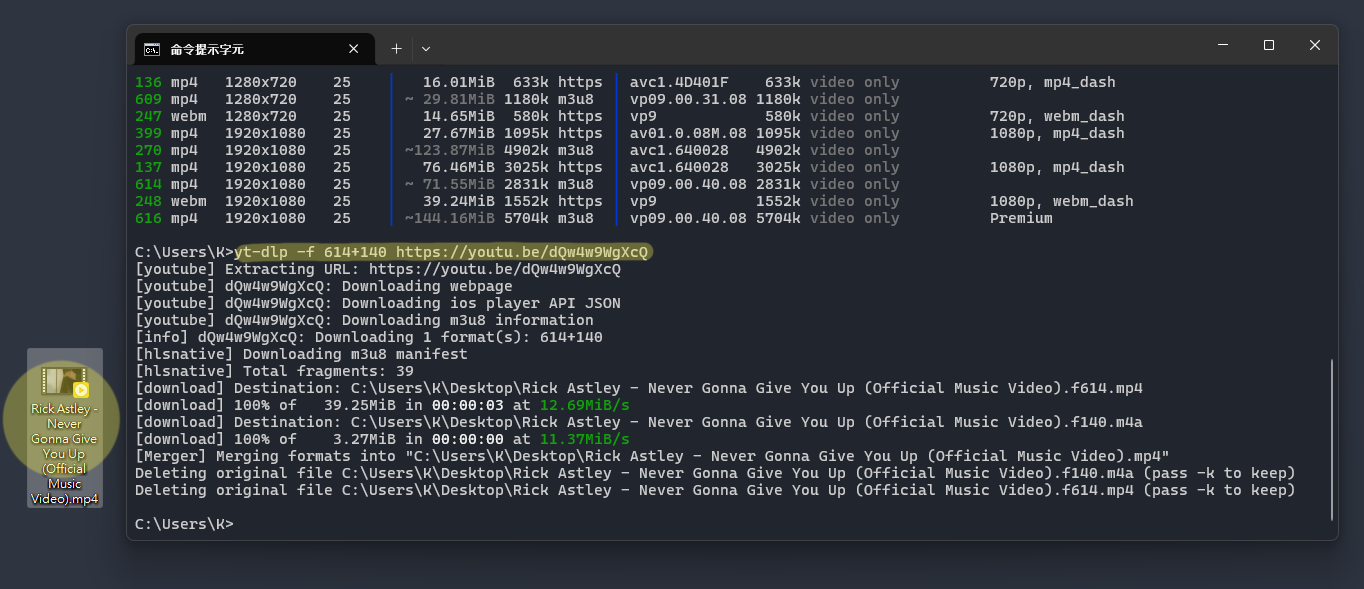 命令提示字元
136 mp4   1280x720    25    │   16.01MiB  633k https │ avc1.4D401F    633k video only          720p, mp4_dash
609 mp4   1280x720    25    │ ~ 29.81MiB 1180k m3u8  │ vp09.00.31.08 1180k video only
247 webm  1280x720    25    │   14.65MiB  580k https │ vp9            580k video only          720p, webm_dash
399 mp4   1920x1080   25    │   27.67MiB 1095k https │ av01.0.08M.08 1095k video only          1080p, mp4_dash
270 mp4   1920x1080   25    │ ~123.87MiB 4902k m3u8  │ avc1.640028   4902k video only
137 mp4   1920x1080   25    │   76.46MiB 3025k https │ avc1.640028   3025k video only          1080p, mp4_dash
614 mp4   1920x1080   25    │ ~ 71.55MiB 2831k m3u8  │ vp09.00.40.08 2831k video only
248 webm  1920x1080   25    │   39.24MiB 1552k https │ vp9           1552k video only          1080p, webm_dash
616 mp4   1920x1080   25    │ ~144.16MiB 5704k m3u8  │ vp09.00.40.08 5704k video only          Premium
C:\Users\K>yt-dlp -f 614+140 https://youtu.be/dQw4w9WgXcQ
[youtube] Extracting URL: https://youtu.be/dQw4w9WgXcQ
[youtube] dQw4w9WgXcQ: Downloading webpage
[youtube] dQw4w9WgXcQ: Downloading ios player API JSON
[youtube] dQw4w9WgXcQ: Downloading m3u8 information
[info] dQw4w9WgXcQ: Downloading 1 format(s): 614+140
[hlsnative] Downloading m3u8 manifest
[hlsnative] Total fragments: 39
[download] Destination: C:\Users\K\Desktop\Rick Astley - Never Gonna Give You Up (Official Music Video).f614.mp4
[download] 100% of   39.25MiB in 00:00:03 at 12.69MiB/s
[download] Destination: C:\Users\K\Desktop\Rick Astley - Never Gonna Give You Up (Official Music Video).f140.m4a
[download] 100% of    3.27MiB in 00:00:00 at 11.37MiB/s
[Merger] Merging formats into "C:\Users\K\Desktop\Rick Astley - Never Gonna Give You Up (Official Music Video).mp4"
Deleting original file C:\Users\K\Desktop\Rick Astley - Never Gonna Give You Up (Official Music Video).f140.m4a (pass -k to keep)
Deleting original file C:\Users\K\Desktop\Rick Astley - Never Gonna Give You Up (Official Music Video).f614.mp4 (pass -k to keep)
C:\Users\K>
Rick Astley -
Never
Gonna Give
You Up
(Official
Music
Video).mp4